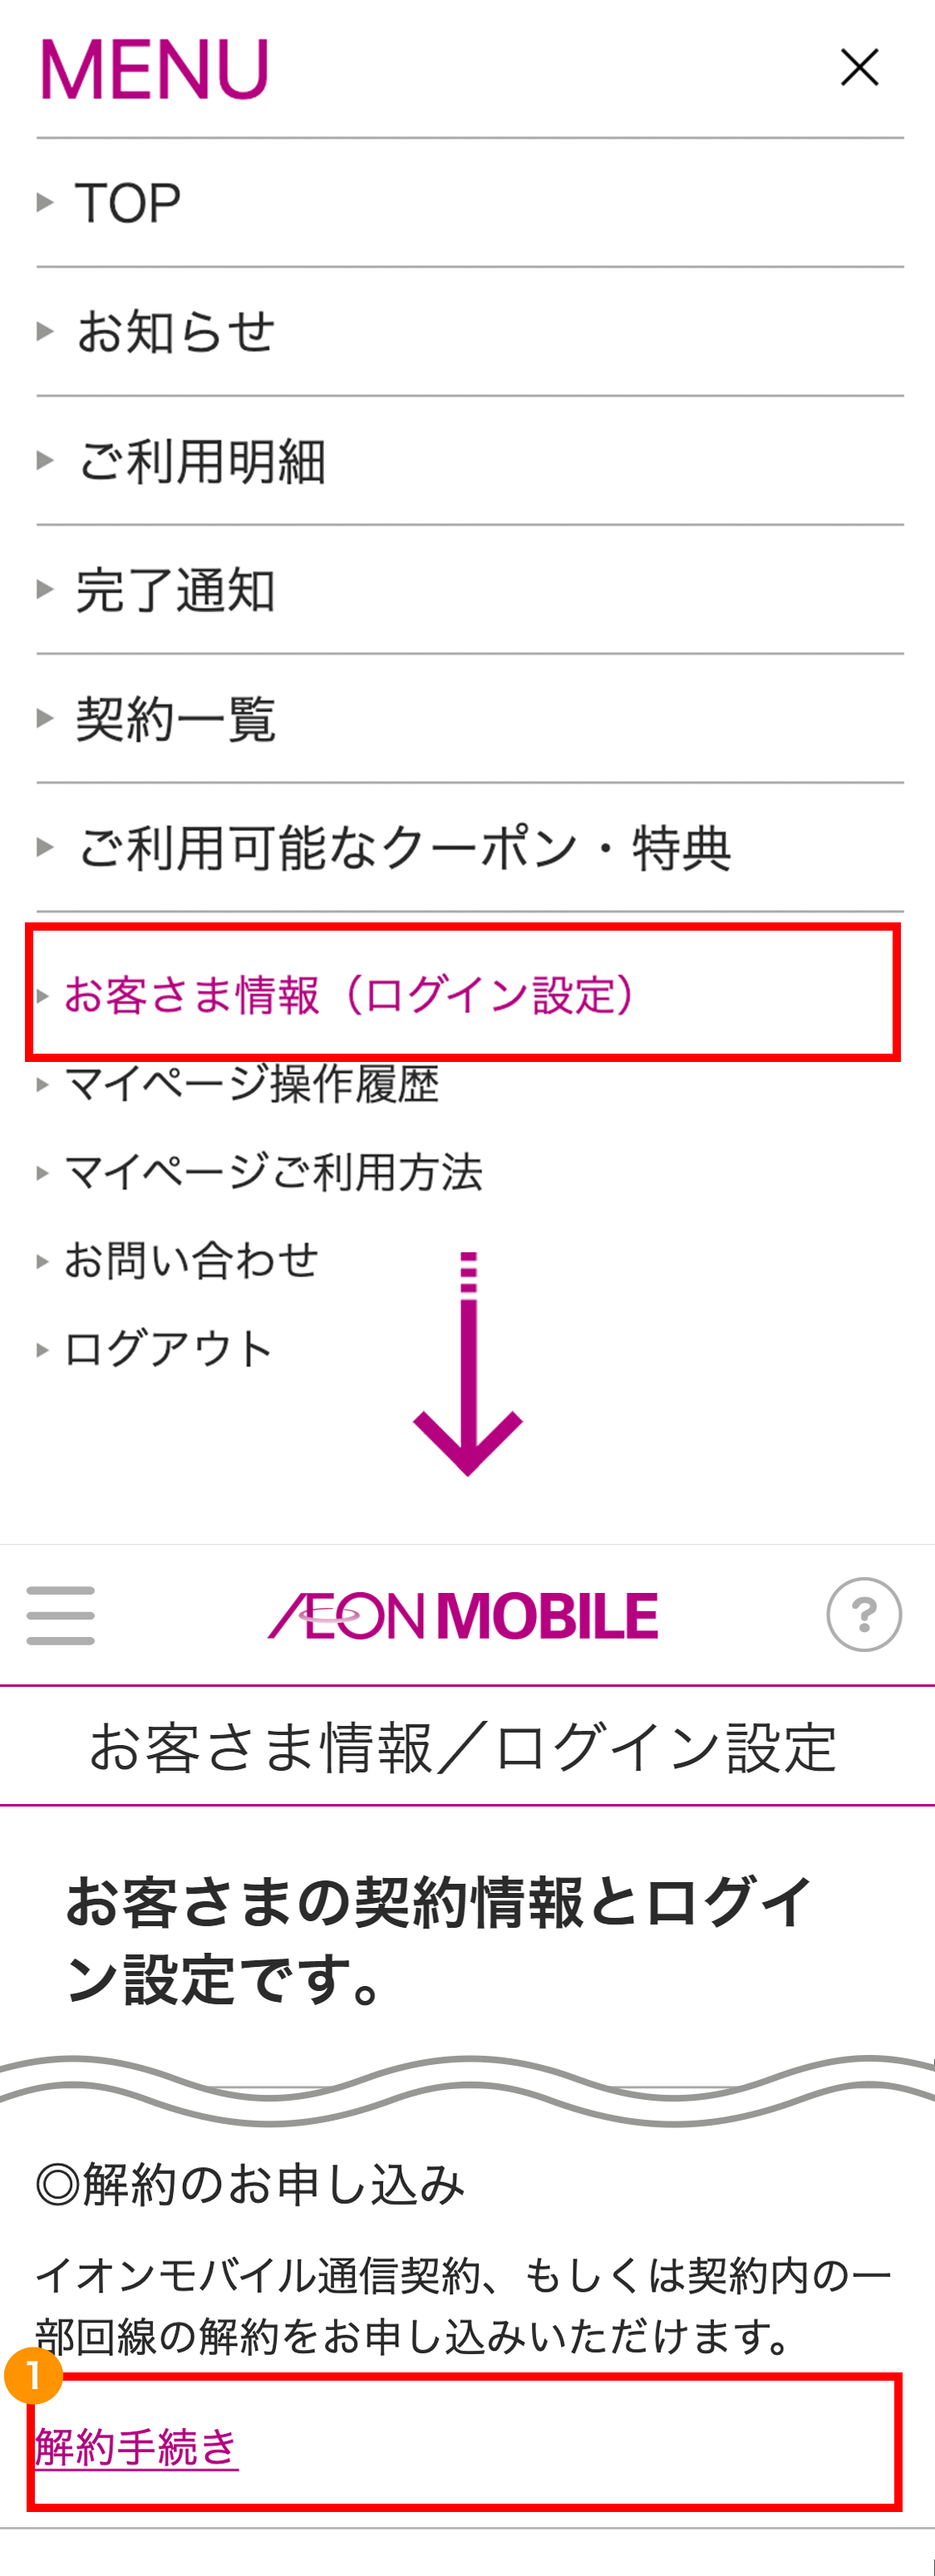 MENU
TOP
お知らせ
ご利用明細
完了通知
契約一覧
ご利用可能なクーポン・特典
お客さま情報（ログイン設定）
マイページ操作履歴
マイページご利用方法
お問い合わせ
ログアウト
ÆON MOBILE
?
お客さま情報／ログイン設定
お客さまの契約情報とログイ
ン設定です。
◎解約のお申し込み
イオンモバイル通信契約、もしくは契約内の一
部回線の解約をお申し込みいただけます。
1
解約手続き